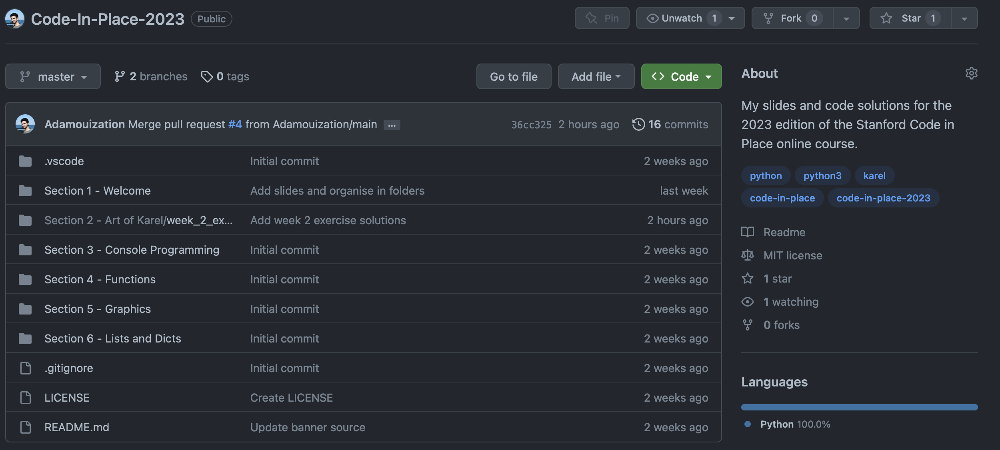 Code-In-Place-2023 Public Pin Unwatch 1 Fork 0 Star 1
master 2 branches 0 tags Go to file Add file Code
Adamouization Merge pull request #4 from Adamouization/main ... 36cc325 2 hours ago 16 commits
.vscode Initial commit 2 weeks ago
Section 1 - Welcome Add slides and organise in folders last week
Section 2 - Art of Karel/week_2_ex... Add week 2 exercise solutions 2 hours ago
Section 3 - Console Programming Initial commit 2 weeks ago
Section 4 - Functions Initial commit 2 weeks ago
Section 5 - Graphics Initial commit 2 weeks ago
Section 6 - Lists and Dicts Initial commit 2 weeks ago
.gitignore Initial commit 2 weeks ago
LICENSE Create LICENSE 2 weeks ago
README.md Update banner source 2 weeks ago
About
My slides and code solutions for the
2023 edition of the Stanford Code in
Place online course.
python python3 karel
code-in-place code-in-place-2023
Readme
MIT license
1 star
1 watching
0 forks
Languages
Python 100.0%